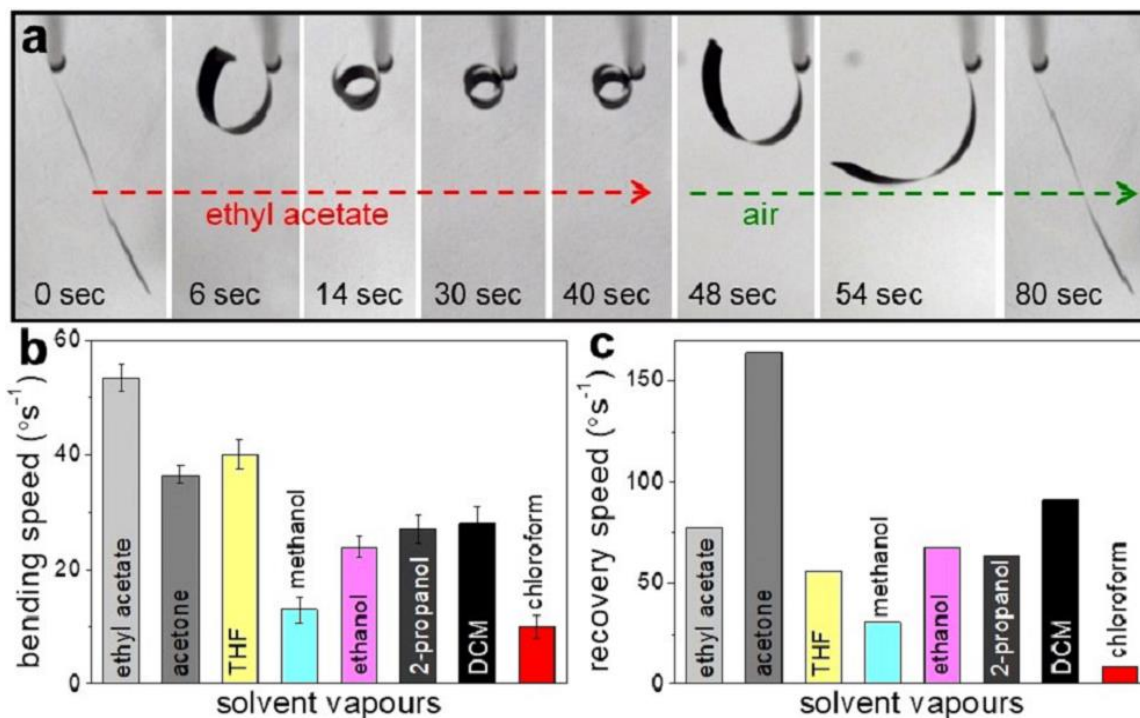 a
ethyl acetate
air
0 sec
6 sec
14 sec
30 sec
40 sec
48 sec
54 sec
80 sec
b
bending speed (°s⁻¹)
60
40
20
0
ethyl acetate
acetone
THF
methanol
ethanol
2-propanol
DCM
chloroform
solvent vapours
c
recovery speed (°s⁻¹)
150
100
50
0
ethyl acetate
acetone
THF
methanol
ethanol
2-propanol
DCM
chloroform
solvent vapours